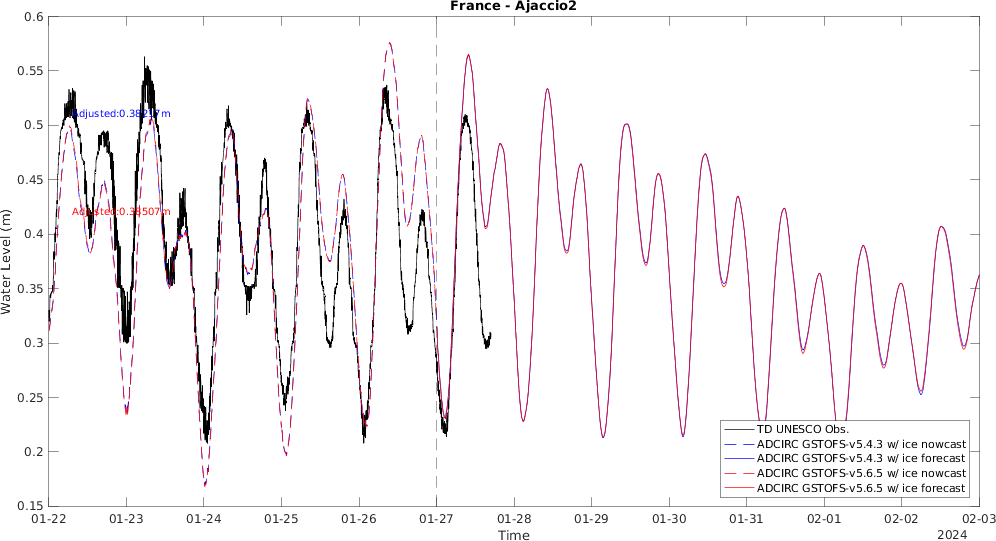 France - Ajaccio2
0.6
0.55
0.5
0.45
0.4
0.35
0.3
0.25
0.2
0.15
Water Level (m)
Adjusted:0.38217m
Adjusted:0.38507m
TD UNESCO Obs.
ADCIRC GSTOFS-v5.4.3 w/ ice nowcast
ADCIRC GSTOFS-v5.4.3 w/ ice forecast
ADCIRC GSTOFS-v5.6.5 w/ ice nowcast
ADCIRC GSTOFS-v5.6.5 w/ ice forecast
01-22 01-23 01-24 01-25 01-26 01-27 01-28 01-29 01-30 01-31 02-01 02-02 02-03
Time
2024